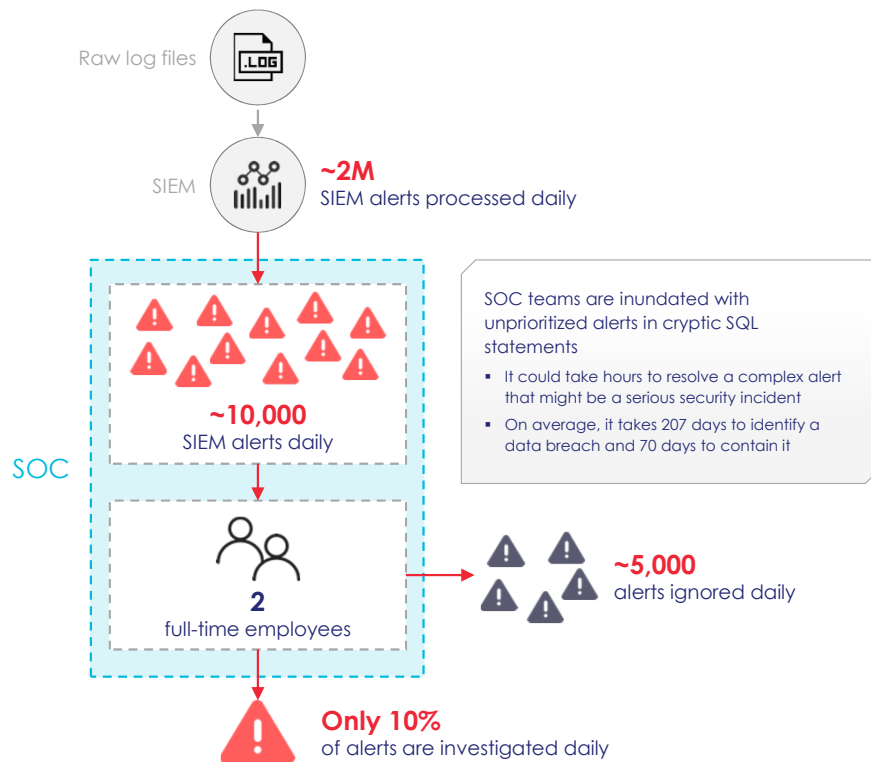 Raw log files
.LOG
SIEM
~2M
SIEM alerts processed daily
SOC teams are inundated with
unprioritized alerts in cryptic SQL
statements
▪ It could take hours to resolve a complex alert
that might be a serious security incident
▪ On average, it takes 207 days to identify a
data breach and 70 days to contain it
~10,000
SIEM alerts daily
SOC
2
full-time employees
~5,000
alerts ignored daily
Only 10%
of alerts are investigated daily